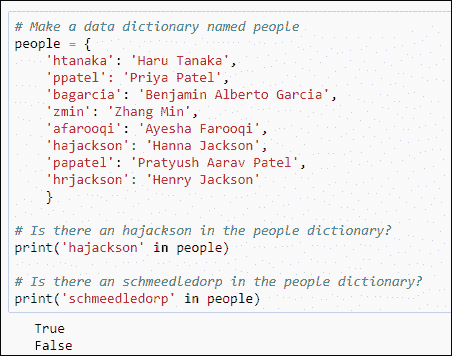 # Make a data dictionary named people
people = {
    'htanaka': 'Haru Tanaka',
    'ppatel': 'Priya Patel',
    'bagarcia': 'Benjamin Alberto Garcia',
    'zmin': 'Zhang Min',
    'afarooqi': 'Ayesha Farooqi',
    'hajackson': 'Hanna Jackson',
    'papatel': 'Pratyush Aarav Patel',
    'hrjackson': 'Henry Jackson'
    }
# Is there an hajackson in the people dictionary?
print('hajackson' in people)
# Is there an schmeedledorp in the people dictionary?
print('schmeedledorp' in people)
True
False